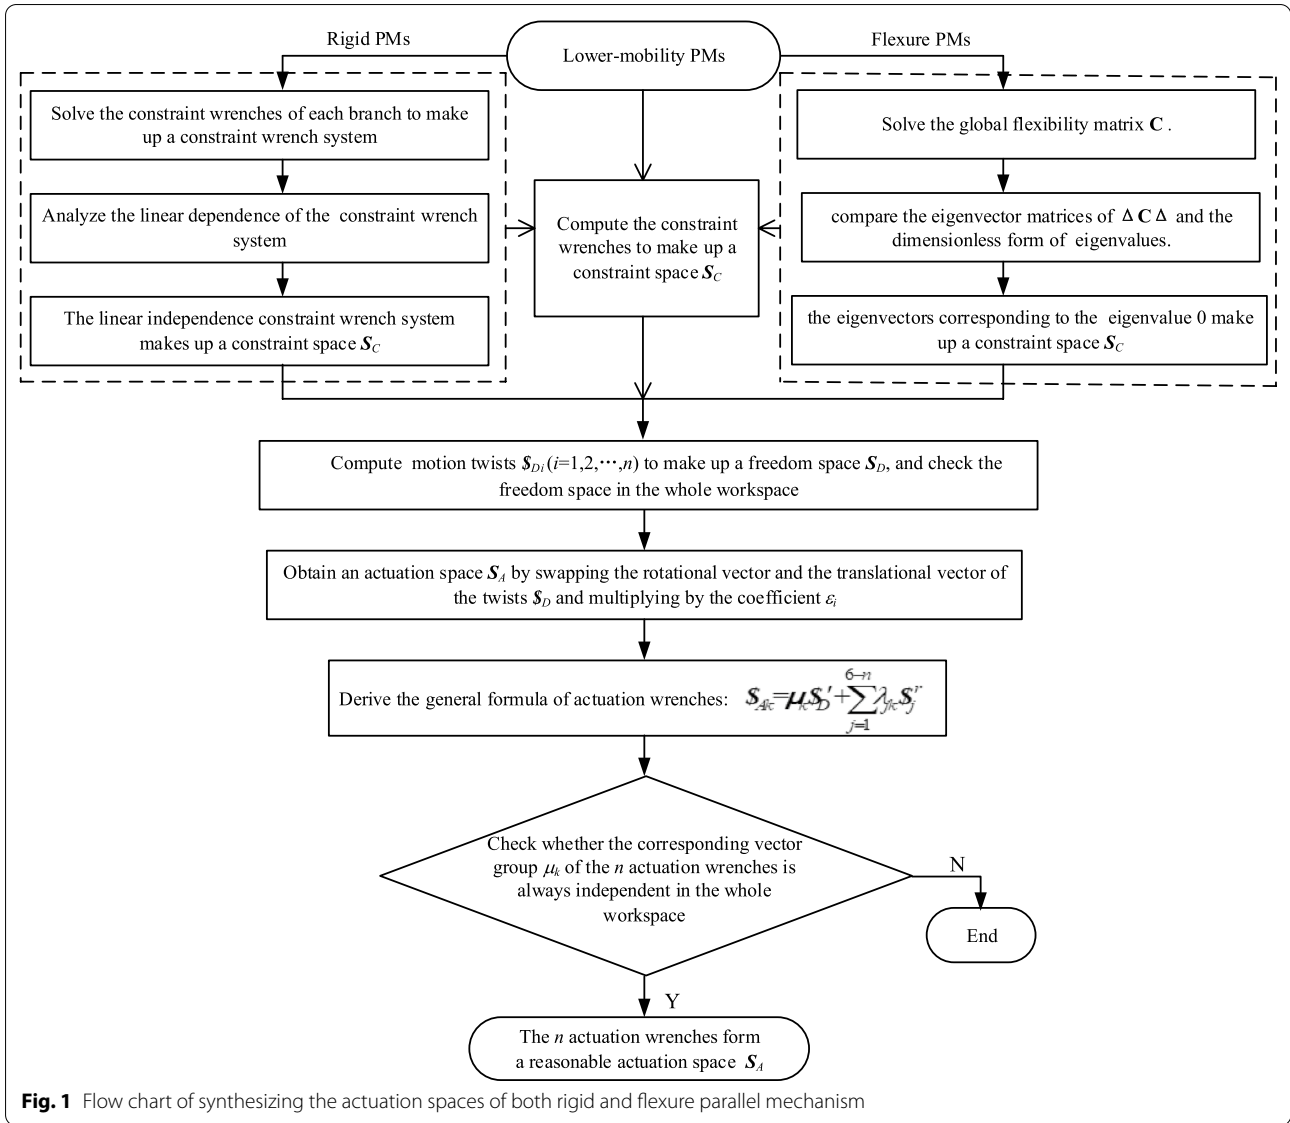 Rigid PMs
Lower-mobility PMs
Flexure PMs
Solve the constraint wrenches of each branch to make
up a constraint wrench system
Analyze the linear dependence of the constraint wrench
system
The linear independence constraint wrench system
makes up a constraint space S_C
Compute the constraint
wrenches to make up a
constraint space S_C
Solve the global flexibility matrix C .
compare the eigenvector matrices of Δ C Δ and the
dimensionless form of eigenvalues.
the eigenvectors corresponding to the eigenvalue 0 make
up a constraint space S_C
Compute motion twists $_Di (i=1,2,⋯,n) to make up a freedom space S_D, and check the
freedom space in the whole workspace
Obtain an actuation space S_A by swapping the rotational vector and the translational vector of
the twists $_D and multiplying by the coefficient ε_i
Derive the general formula of actuation wrenches: $_Ak=μ_k$'_D+∑_{j=1}^{6−n}λ_jk$_j^r
Check whether the corresponding vector
group μ_k of the n actuation wrenches is
always independent in the whole
workspace
N
End
Y
The n actuation wrenches form
a reasonable actuation space S_A
Fig. 1 Flow chart of synthesizing the actuation spaces of both rigid and flexure parallel mechanism